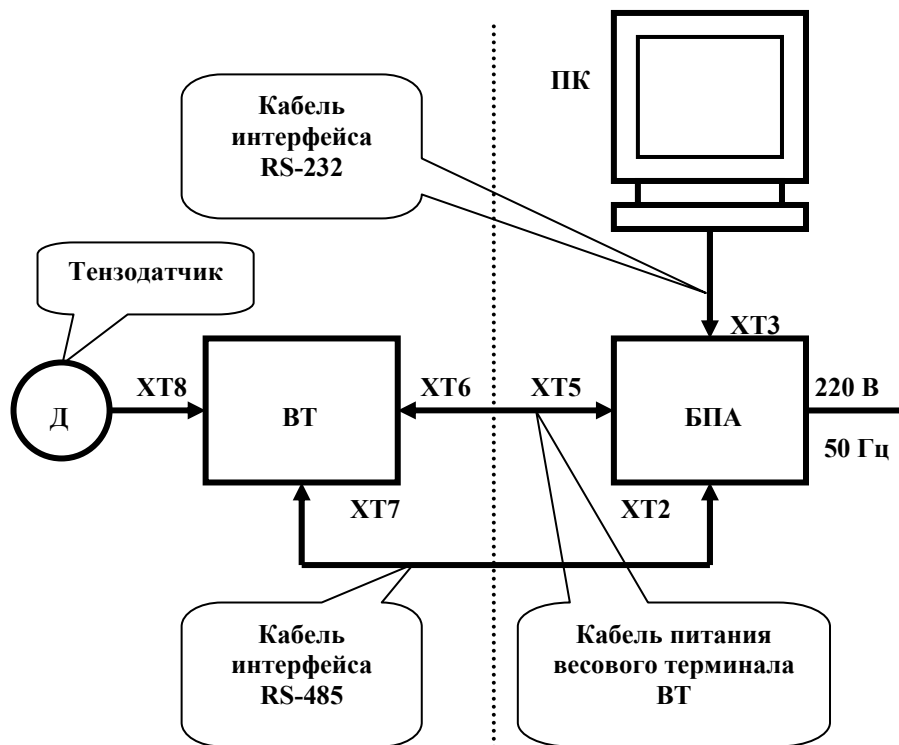 ПК
Кабель
интерфейса
RS-232
Тензодатчик
ХТ3
Д
ХТ8
ВТ
ХТ6
ХТ5
БПА
220 В
50 Гц
ХТ7
ХТ2
Кабель
интерфейса
RS-485
Кабель питания
весового терминала
ВТ